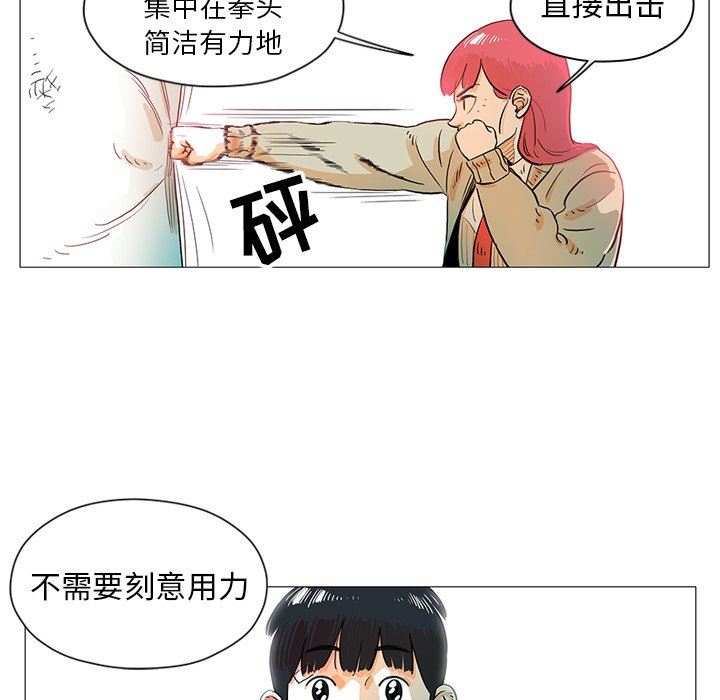 集中在拳头
简洁有力地
直接出击
砰
不需要刻意用力